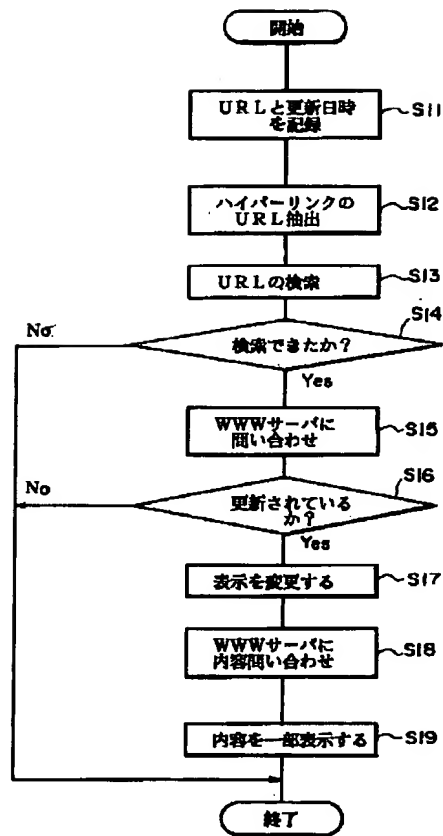 開始
URLと更新日時
を記録
S11
ハイパーリンクの
URL抽出
S12
URLの検索
S13
S14
No
検索できたか?
Yes
WWWサーバに
問い合わせ
S15
S16
No
更新されている
か?
Yes
表示を変更する
S17
WWWサーバに
内容問い合わせ
S18
内容を一部表示する
S19
終了